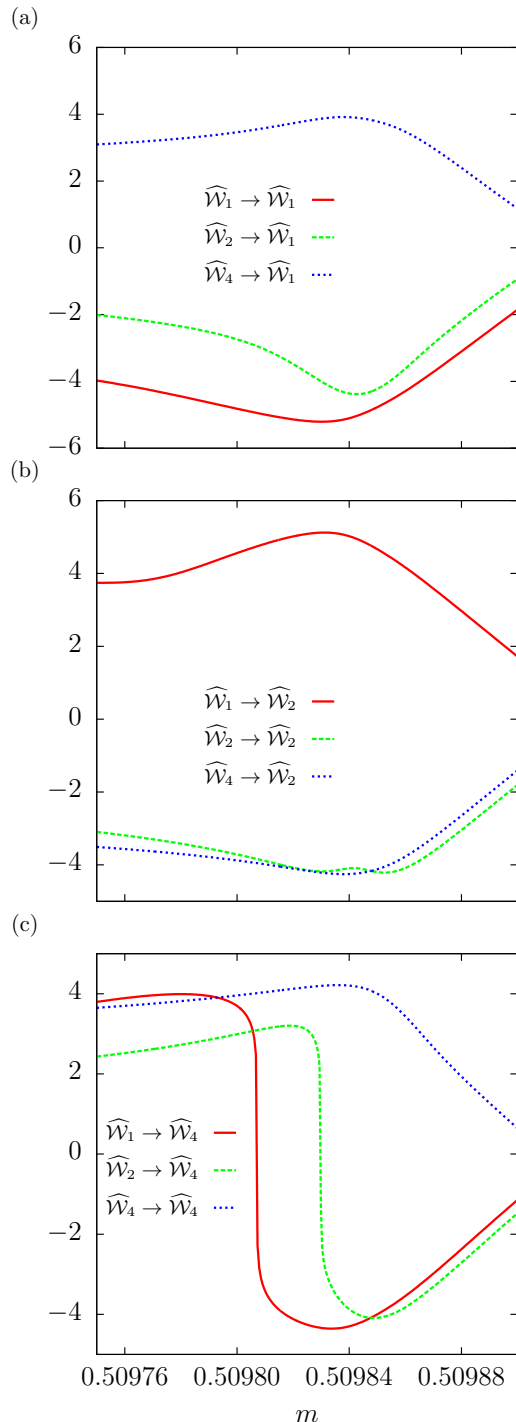 (a)
6
4
2
0
−2
−4
−6
𝒲̂₁ → 𝒲̂₁
𝒲̂₂ → 𝒲̂₁
𝒲̂₄ → 𝒲̂₁
(b)
6
4
2
0
−2
−4
𝒲̂₁ → 𝒲̂₂
𝒲̂₂ → 𝒲̂₂
𝒲̂₄ → 𝒲̂₂
(c)
4
2
0
−2
−4
𝒲̂₁ → 𝒲̂₄
𝒲̂₂ → 𝒲̂₄
𝒲̂₄ → 𝒲̂₄
0.50976 0.50980 0.50984 0.50988
m